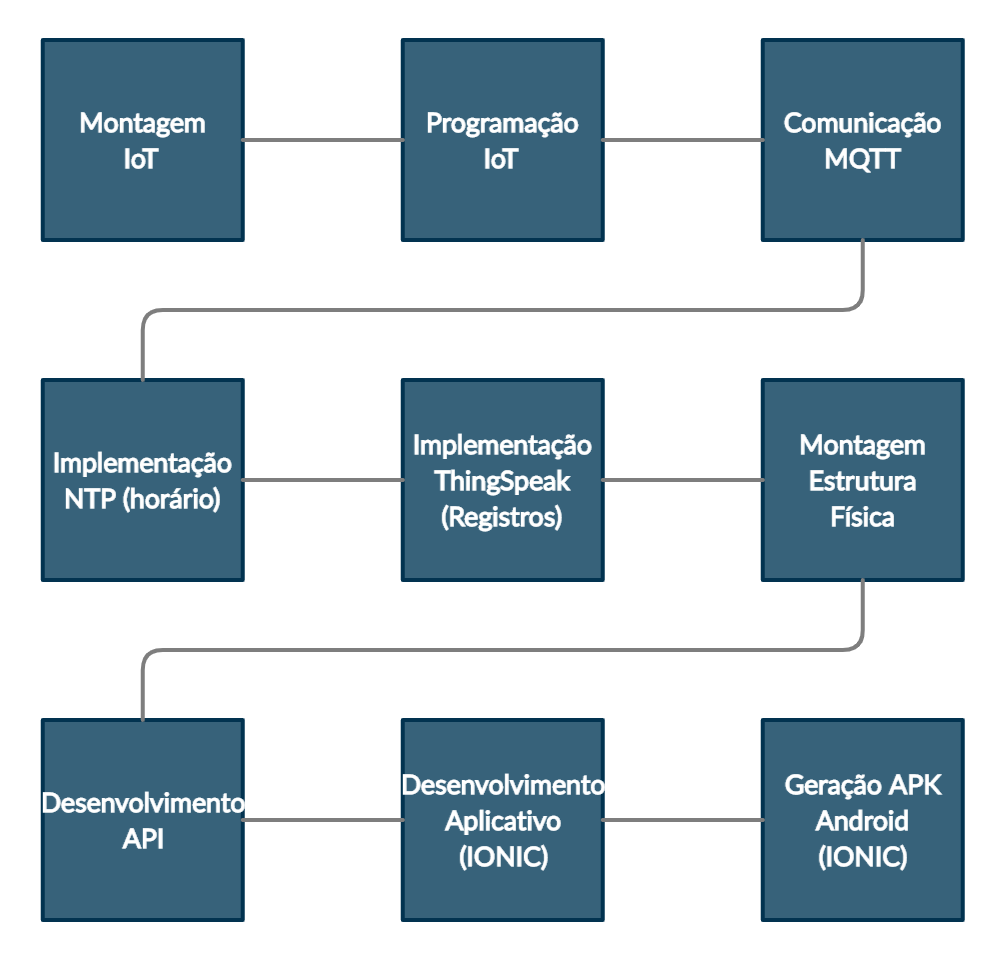 Montagem
IoT
Programação
IoT
Comunicação
MQTT
Implementação
NTP (horário)
Implementação
ThingSpeak
(Registros)
Montagem
Estrutura
Física
Desenvolvimento
API
Desenvolvimento
Aplicativo
(IONIC)
Geração APK
Android
(IONIC)